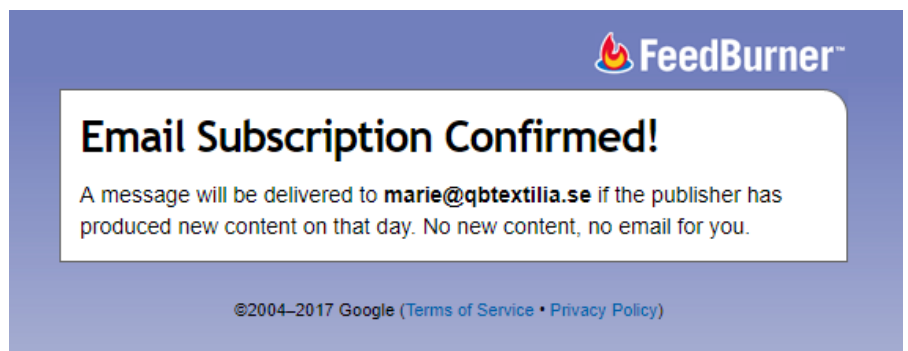 FeedBurner™
Email Subscription Confirmed!
A message will be delivered to marie@qbtextilia.se if the publisher has
produced new content on that day. No new content, no email for you.
©2004–2017 Google (Terms of Service • Privacy Policy)